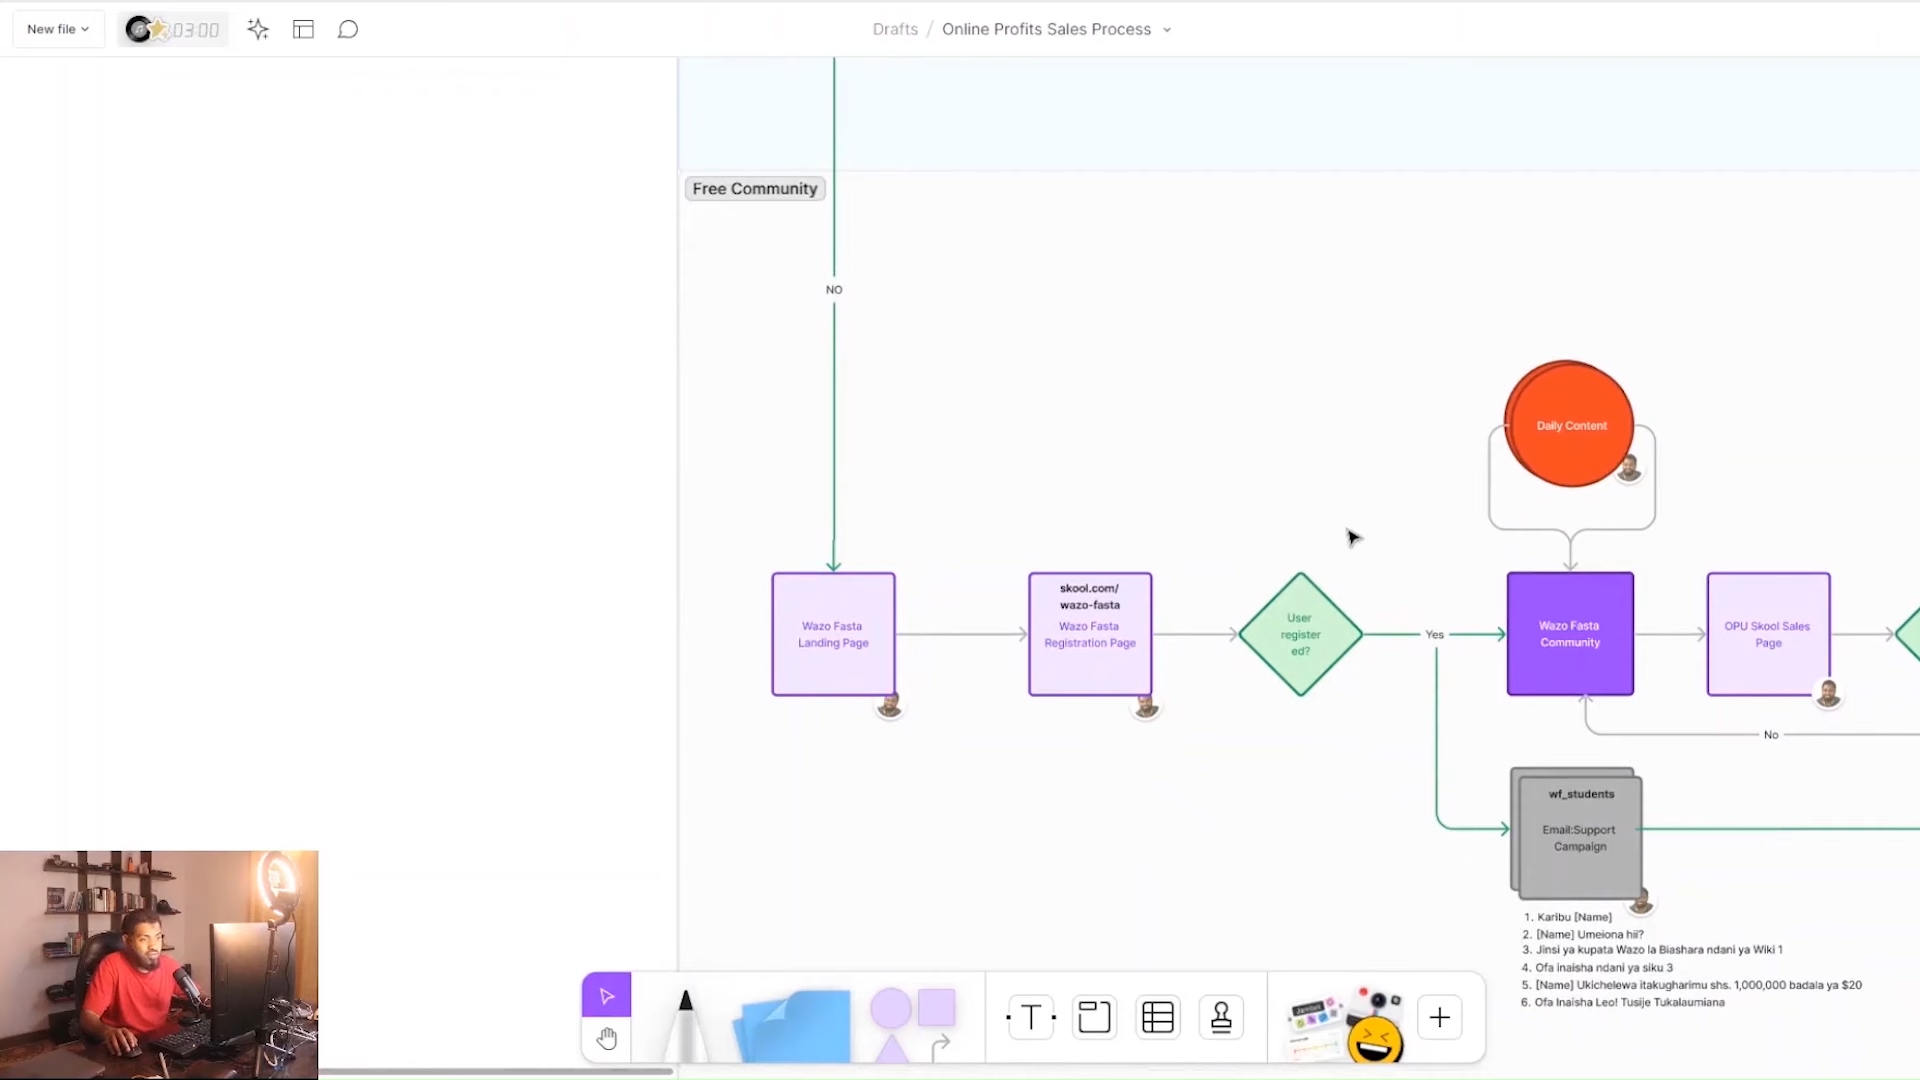 New file
03:00
Drafts / Online Profits Sales Process
Free Community
NO
Daily Content
Wazo Fasta
Landing Page
skool.com/
wazo-fasta
Wazo Fasta
Registration Page
User
register
ed?
Yes
Wazo Fasta
Community
OPU Skool Sales
Page
No
wf_students
Email:Support
Campaign
1. Karibu [Name]
2. [Name] Umeiona hii?
3. Jinsi ya kupata Wazo la Biashara ndani ya Wiki 1
4. Ofa inaisha ndani ya siku 3
5. [Name] Ukichelewa itakugharimu shs. 1,000,000 badala ya $20
6. Ofa Inaisha Leo! Tusije Tukalaumiana
T